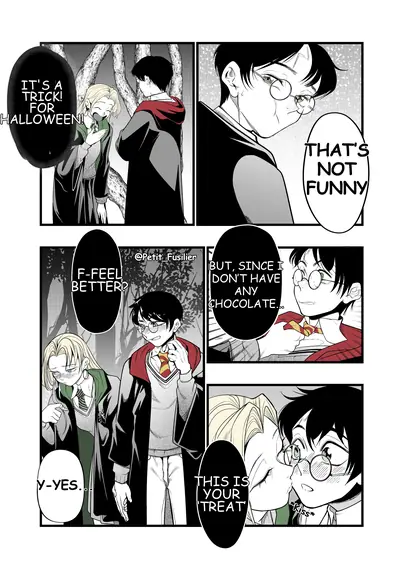 IT'S A
TRICK!
FOR
HALLOWEEN!
THAT'S
NOT
FUNNY
@Petit_Fusilier
F-FEEL
BETTER?
Y-YES...
BUT, SINCE I
DON'T HAVE
ANY
CHOCOLATE...
THIS IS
YOUR
TREAT
*Kiss*